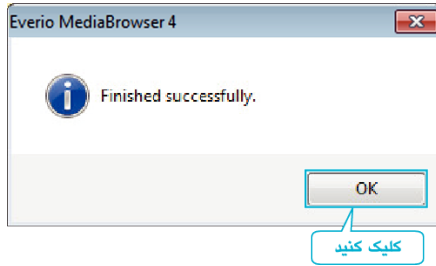 Everio MediaBrowser 4
Finished successfully.
OK
کلیک کنید